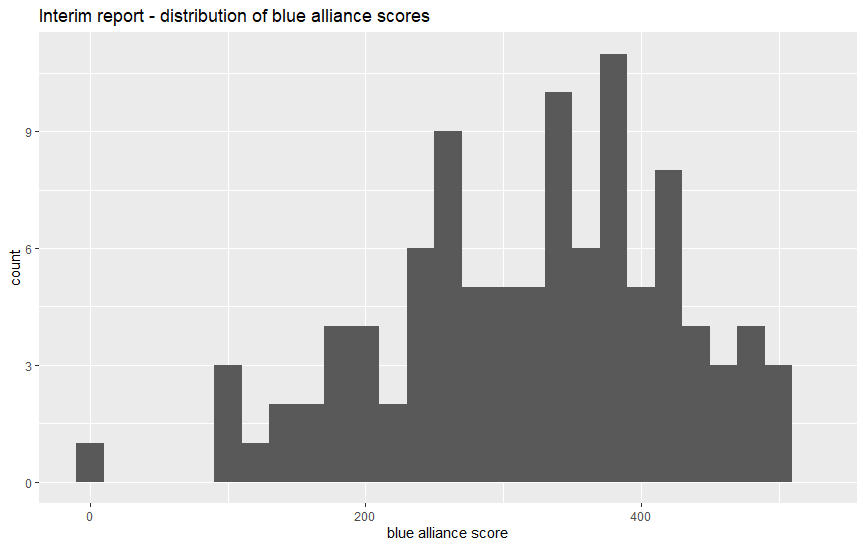 Interim report - distribution of blue alliance scores
9
6
3
0
count
0 200 400
blue alliance score